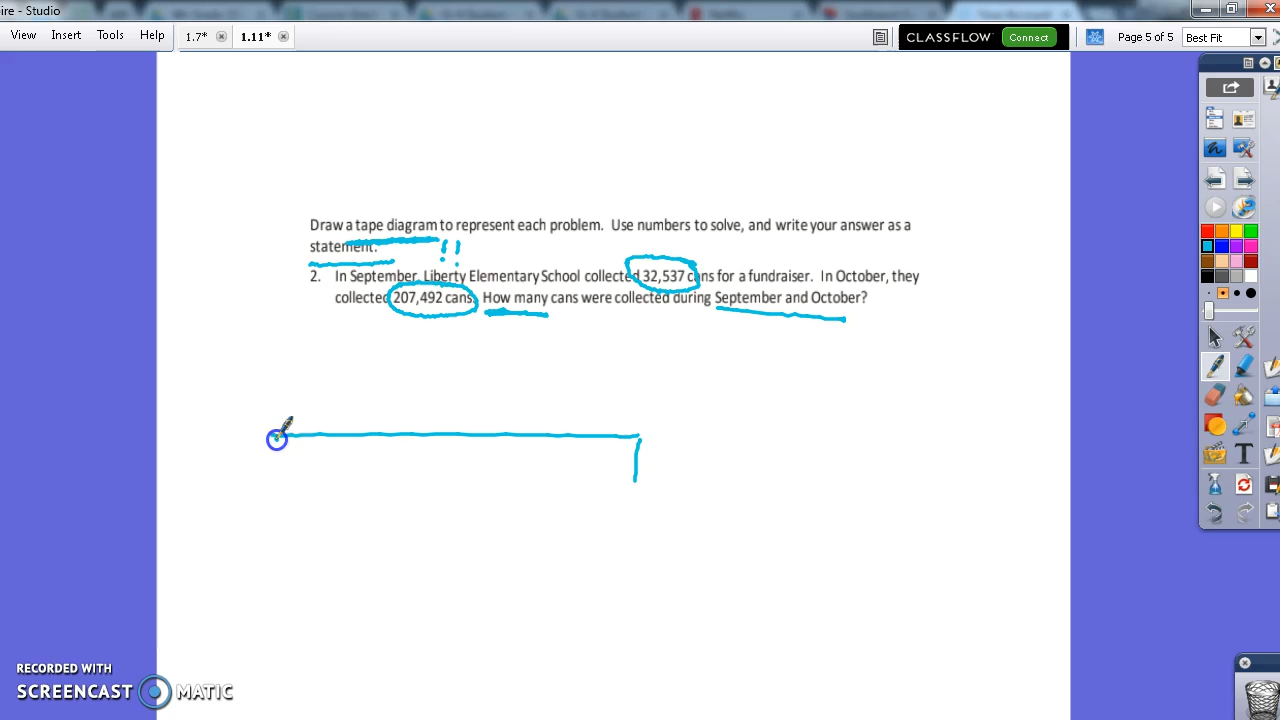 ire - Studio
View Insert Tools Help 1.7* 1.11* CLASSFLOW Connect Page 5 of 5 Best Fit
Draw a tape diagram to represent each problem. Use numbers to solve, and write your answer as a
statement.
!!
2. In September, Liberty Elementary School collected 32,537 cans for a fundraiser. In October, they
collected 207,492 cans. How many cans were collected during September and October?
RECORDED WITH
SCREENCAST MATIC